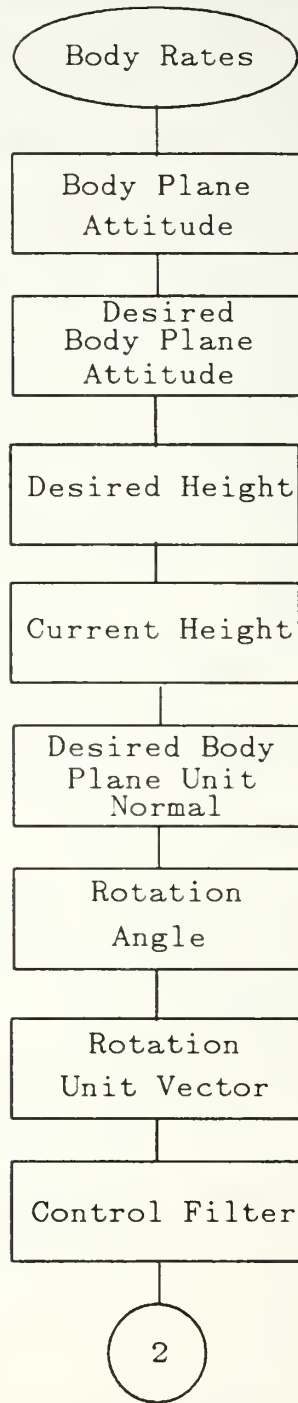 Body Rates
Body Plane
Attitude
Desired
Body Plane
Attitude
Desired Height
Current Height
Desired Body
Plane Unit
Normal
Rotation
Angle
Rotation
Unit Vector
Control Filter
2